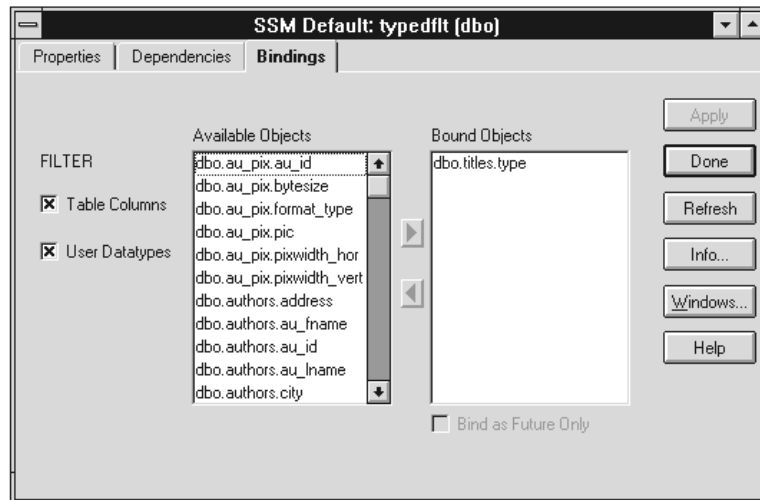 SSM Default: typedflt (dbo)
Properties Dependencies Bindings
Available Objects Bound Objects
FILTER
Table Columns
User Datatypes
dbo.au_pix.au_id
dbo.au_pix.bytesize
dbo.au_pix.format_type
dbo.au_pix.pic
dbo.au_pix.pixwidth_hor
dbo.au_pix.pixwidth_vert
dbo.authors.address
dbo.authors.au_fname
dbo.authors.au_id
dbo.authors.au_lname
dbo.authors.city
dbo.titles.type
Bind as Future Only
Apply
Done
Refresh
Info...
Windows...
Help